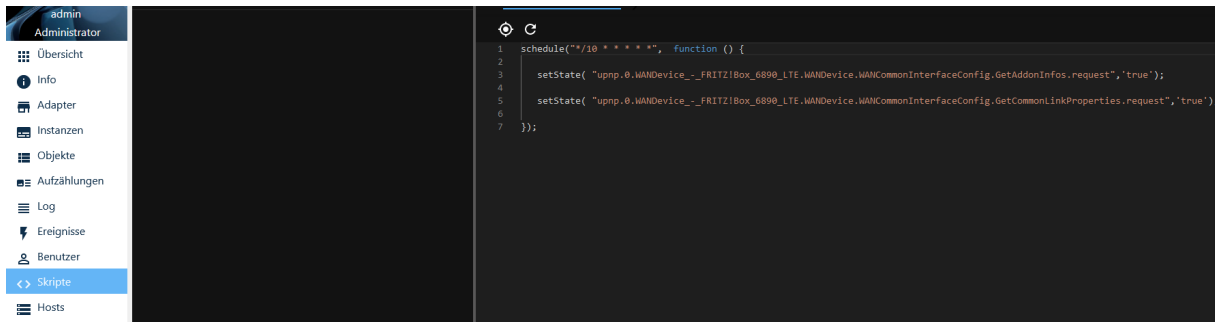 admin
Administrator
Übersicht
Info
Adapter
Instanzen
Objekte
Aufzählungen
Log
Ereignisse
Benutzer
Skripte
Hosts
1 schedule("*/10 * * * * *", function () {
2
3 setState( "upnp.0.WANDevice_-_FRITZ!Box_6890_LTE.WANDevice.WANCommonInterfaceConfig.GetAddonInfos.request",'true');
4
5 setState( "upnp.0.WANDevice_-_FRITZ!Box_6890_LTE.WANDevice.WANCommonInterfaceConfig.GetCommonLinkProperties.request",'true')
6
7 });